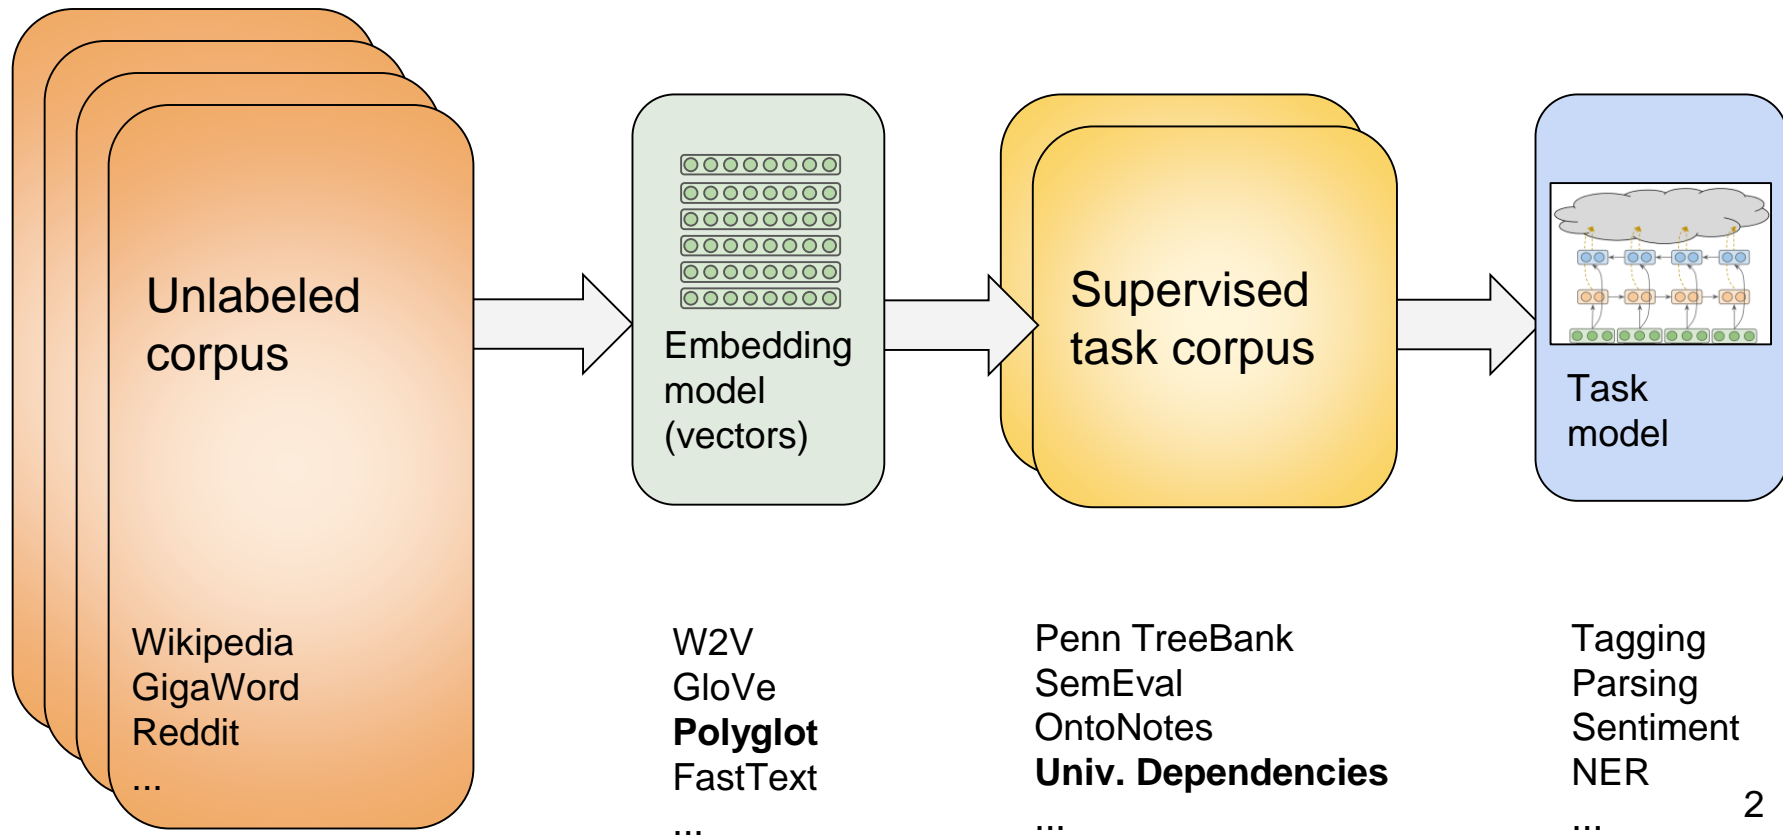 Unlabeled
corpus
Wikipedia
GigaWord
Reddit
...
Embedding
model
(vectors)
W2V
GloVe
Polyglot
FastText
...
Supervised
task corpus
Penn TreeBank
SemEval
OntoNotes
Univ. Dependencies
...
Task
model
Tagging
Parsing
Sentiment
NER
...
2